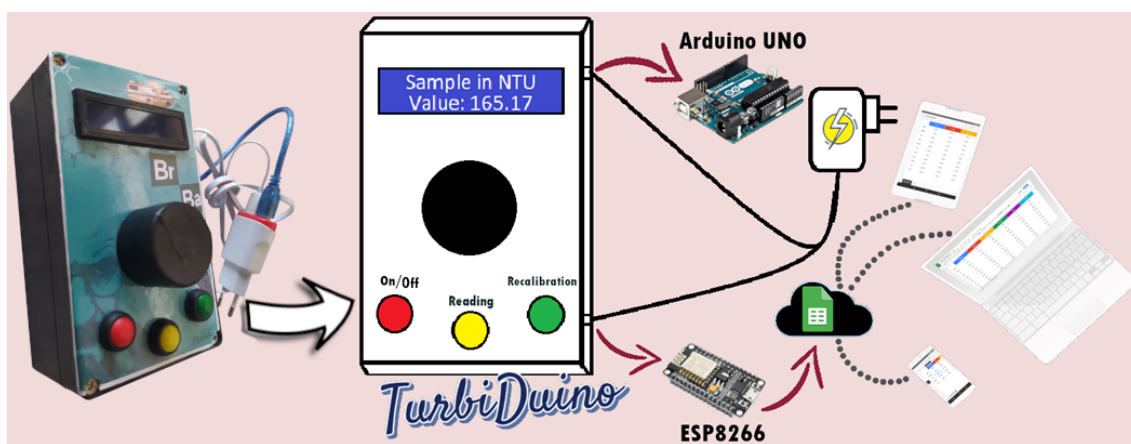 Br
Ba
Sample in NTU
Value: 165.17
On/Off
Reading
Recalibration
TurbiDuino
Arduino UNO
ESP8266